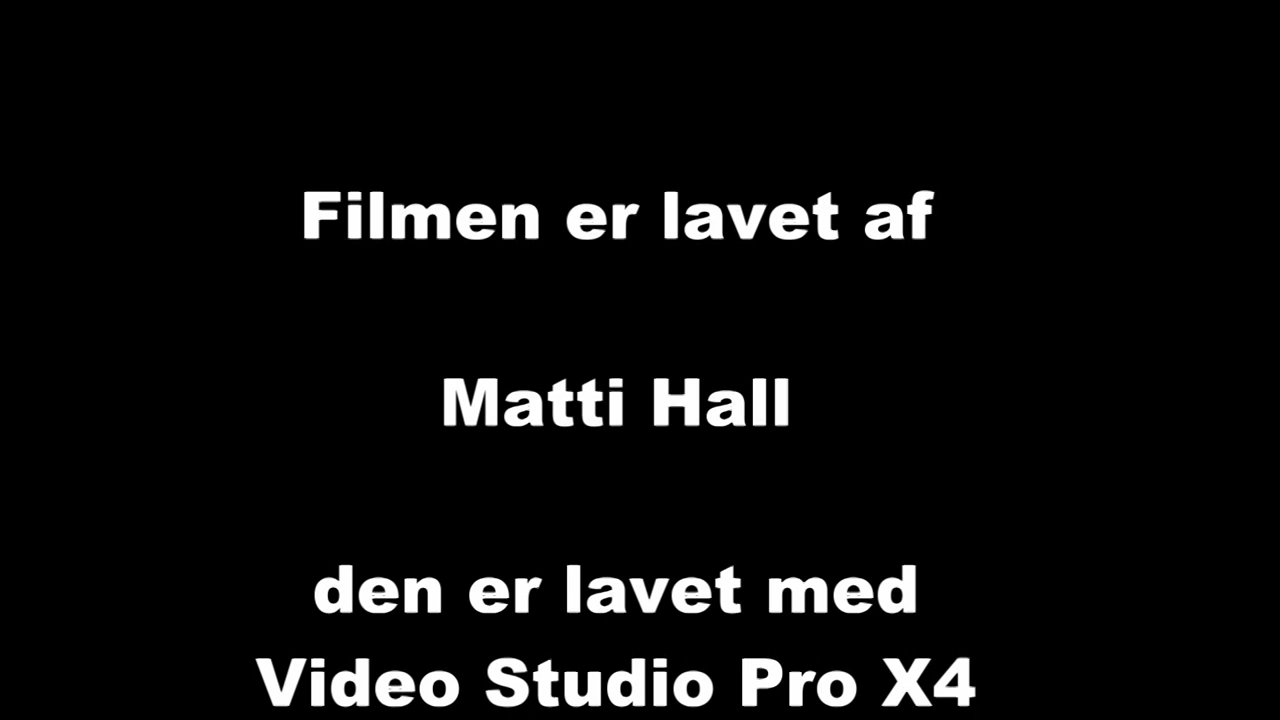 Filmen er lavet af
Matti Hall
den er lavet med
Video Studio Pro X4